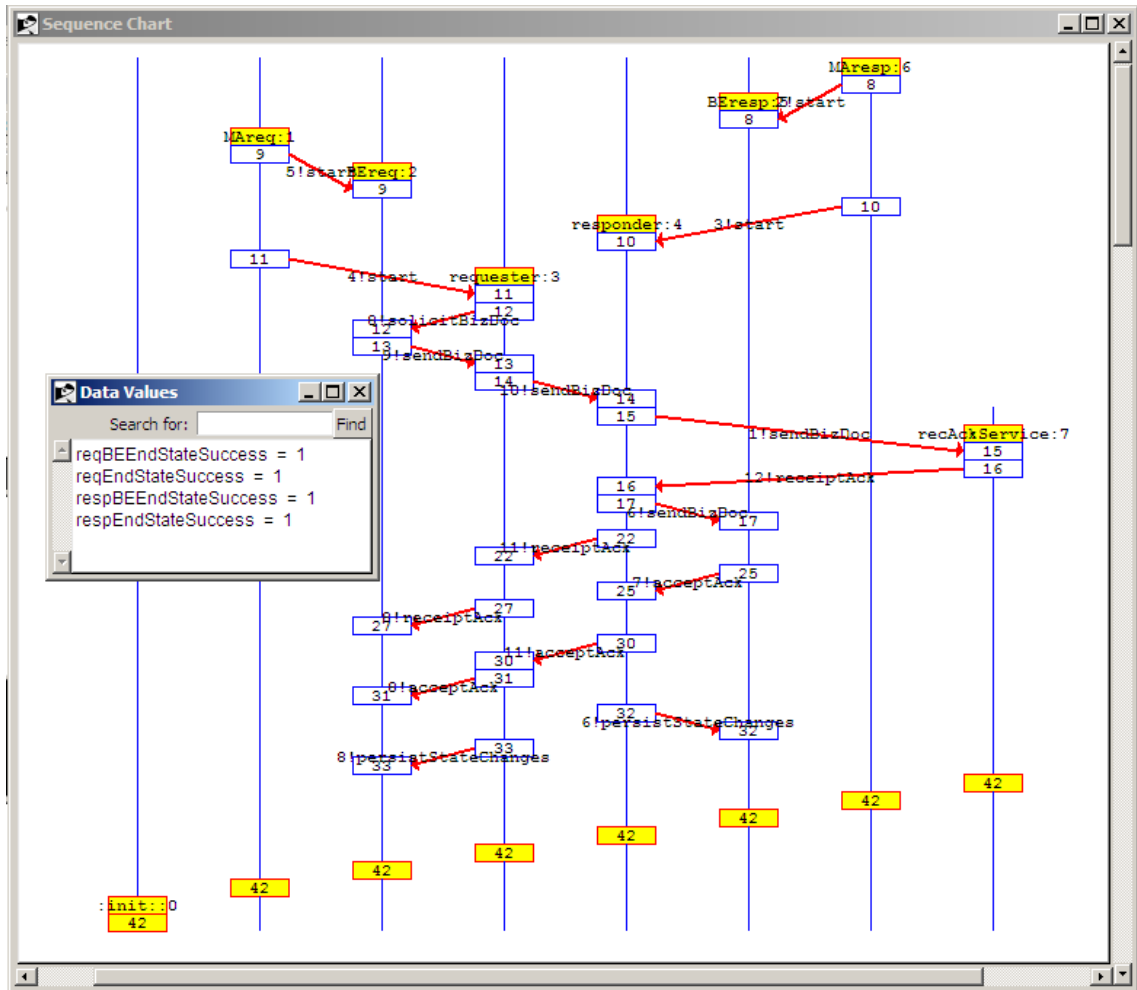 Sequence Chart
MAresp:6
8
BEresp:5
2!start
8
MAreq:1
9
5!start
BEreq:2
9
10
responder:4
3!start
10
11
4!start
requester:3
11
12
8!solicitBizDoc
12
13
9!sendBizDoc
13
14
10!sendBizDoc
14
15
1!sendBizDoc
recAckService:7
15
16
12!receiptAck
16
17
6!sendBizDoc
17
22
11!receiptAck
22
25
7!acceptAck
25
27
8!receiptAck
27
30
11!acceptAck
30
31
8!acceptAck
31
32
6!persistStateChanges
32
33
8!persistStateChanges
33
42
42
42
42
42
42
42
:init::0
42
Data Values
Search for:
Find
reqBEEndStateSuccess = 1
reqEndStateSuccess = 1
respBEEndStateSuccess = 1
respEndStateSuccess = 1